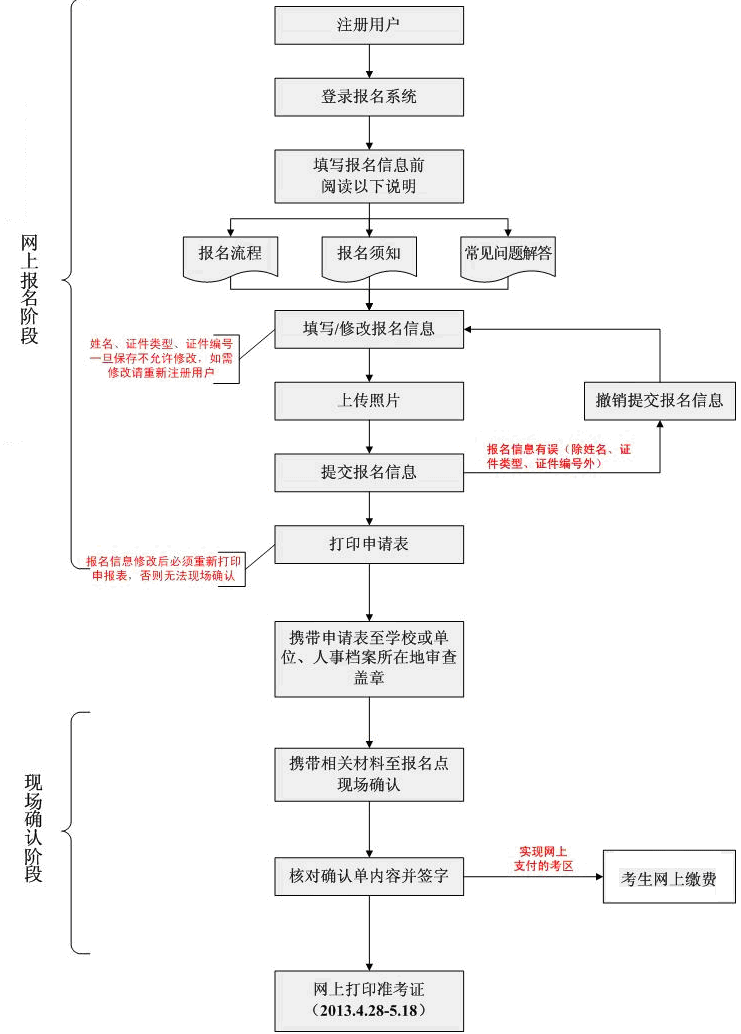 注册用户
登录报名系统
填写报名信息前
阅读以下说明
报名流程
报名须知
常见问题解答
网上报名阶段
填写/修改报名信息
姓名、证件类型、证件编号
一旦保存不允许修改，如需
修改请重新注册用户
上传照片
撤销提交报名信息
报名信息有误（除姓名、证
件类型、证件编号外）
提交报名信息
打印申请表
报名信息修改后必须重新打印
申报表，否则无法现场确认
携带申请表至学校或单
位、人事档案所在地审查
盖章
现场确认阶段
携带相关材料至报名点
现场确认
核对确认单内容并签字
实现网上
支付的考区
考生网上缴费
网上打印准考证
（2013.4.28-5.18）